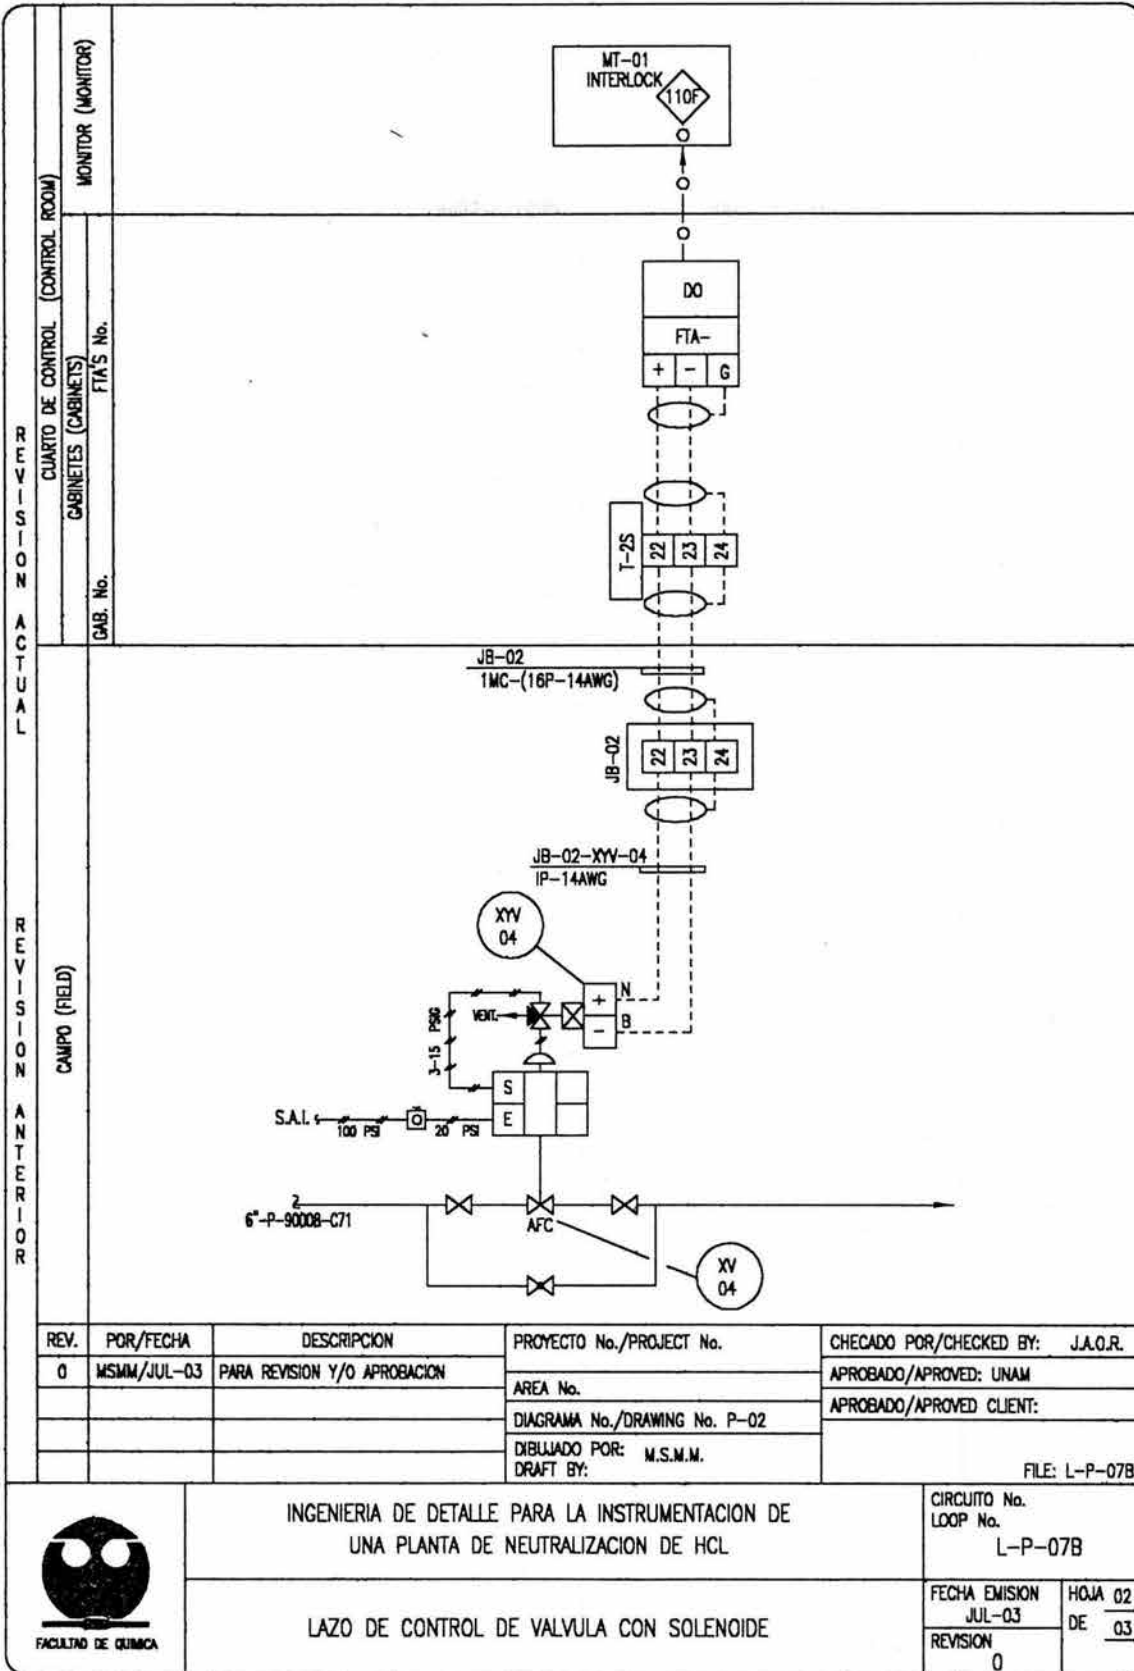 REVISION ACTUAL
REVISION ANTERIOR
CUARTO DE CONTROL (CONTROL ROOM)
MONITOR (MONITOR)
GABINETES (CABINETS)
FTA'S No.
GAB. No.
CAMPO (FIELD)
MT-01
INTERLOCK
110F
DO
FTA-
+ - G
T-2S
22 23 24
JB-02
1MC-(16P-14AWG)
JB-02
22 23 24
JB-02-XYV-04
IP-14AWG
XYV
04
+ N
- B
VENT.
3-15 PSIG
S
E
S.A.I.
100 PSI
20 PSI
6"-P-90008-C71
AFC
XV
04
REV. POR/FECHA DESCRIPCION
0 MSMM/JUL-03 PARA REVISION Y/O APROBACION
PROYECTO No./PROJECT No.
AREA No.
DIAGRAMA No./DRAWING No. P-02
DIBUJADO POR: M.S.M.M.
DRAFT BY:
CHECADO POR/CHECKED BY: J.A.O.R.
APROBADO/APPROVED: UNAM
APROBADO/APPROVED CLIENT:
FILE: L-P-07B
FACULTAD DE QUIMICA
INGENIERIA DE DETALLE PARA LA INSTRUMENTACION DE
UNA PLANTA DE NEUTRALIZACION DE HCL
LAZO DE CONTROL DE VALVULA CON SOLENOIDE
CIRCUITO No.
LOOP No.
L-P-07B
FECHA EMISION
JUL-03
REVISION
0
HOJA 02
DE 03